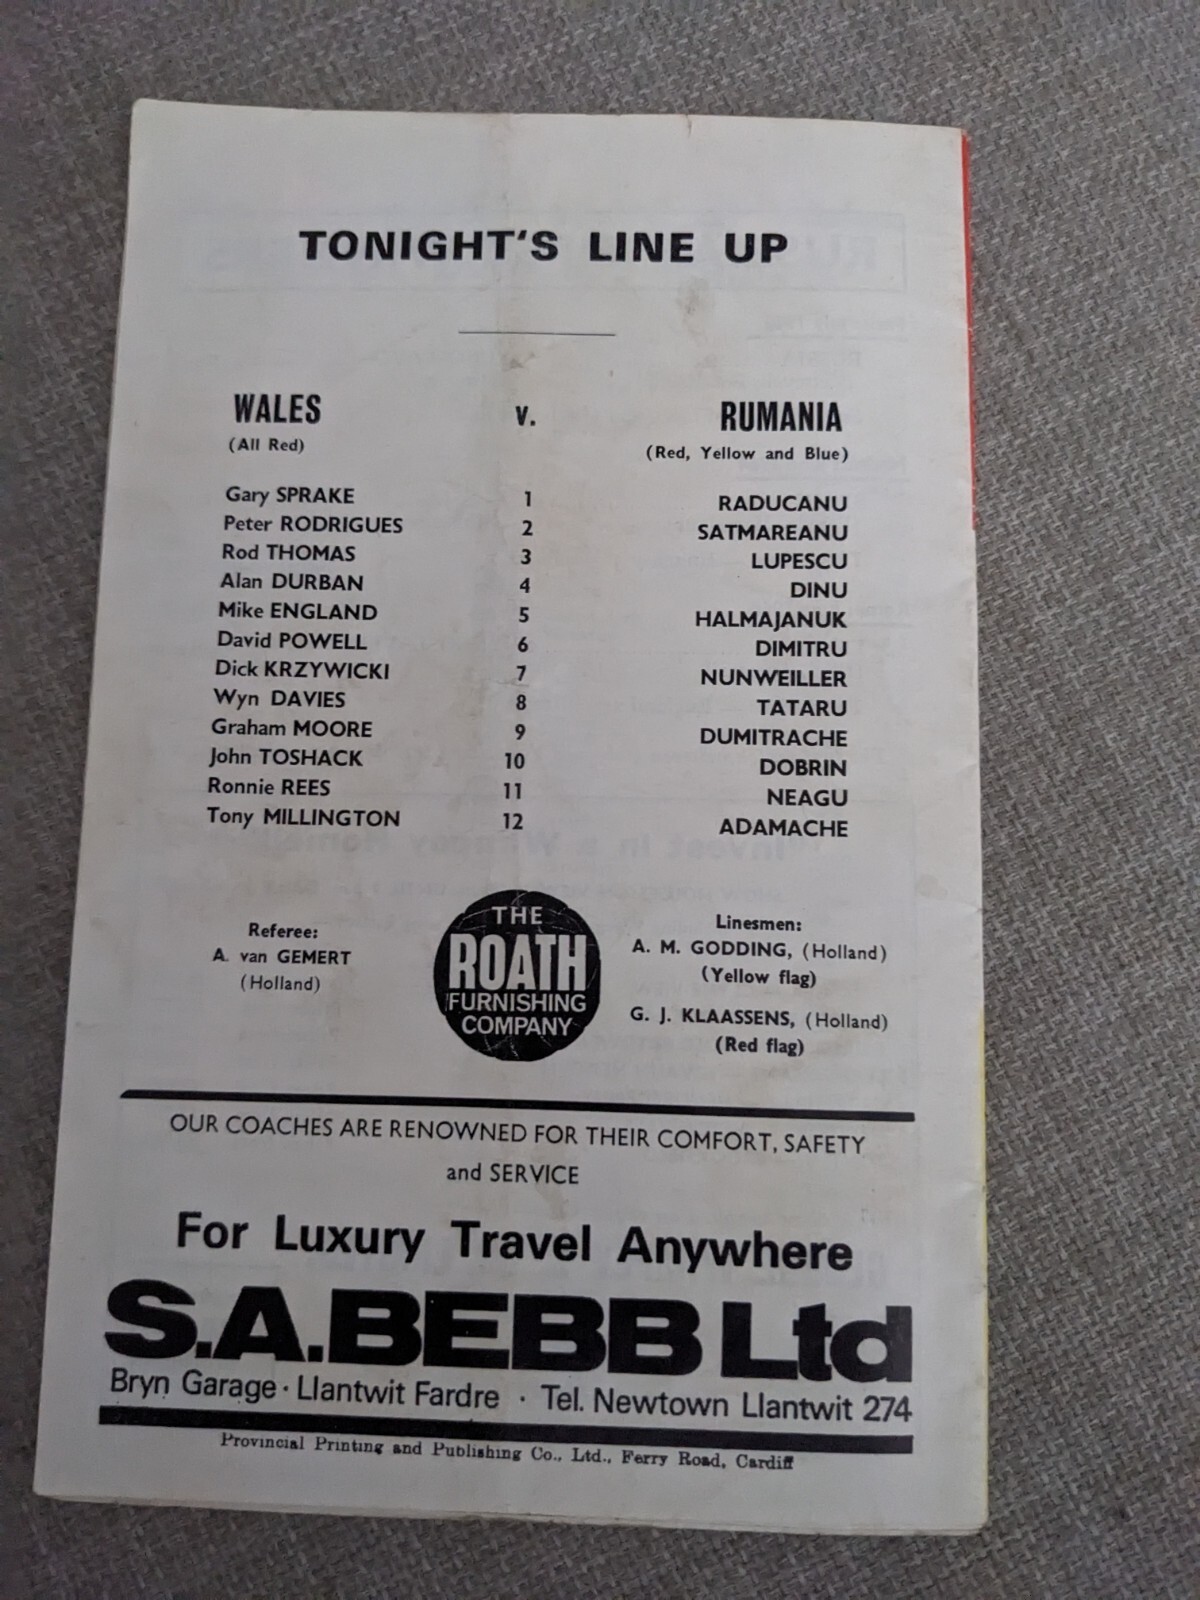 TONIGHT'S LINE UP
WALES V. RUMANIA
(All Red) (Red, Yellow and Blue)
Gary SPRAKE 1 RADUCANU
Peter RODRIGUES 2 SATMAREANU
Rod THOMAS 3 LUPESCU
Alan DURBAN 4 DINU
Mike ENGLAND 5 HALMAJANUK
David POWELL 6 DIMITRU
Dick KRZYWICKI 7 NUNWEILLER
Wyn DAVIES 8 TATARU
Graham MOORE 9 DUMITRACHE
John TOSHACK 10 DOBRIN
Ronnie REES 11 NEAGU
Tony MILLINGTON 12 ADAMACHE
Referee:
A. van GEMERT
(Holland)
THE
ROATH
FURNISHING
COMPANY
Linesmen:
A. M. GODDING, (Holland)
(Yellow flag)
G. J. KLAASSENS, (Holland)
(Red flag)
OUR COACHES ARE RENOWNED FOR THEIR COMFORT, SAFETY
and SERVICE
For Luxury Travel Anywhere
S.A.BEBB Ltd
Bryn Garage · Llantwit Fardre · Tel. Newtown Llantwit 274
Provincial Printing and Publishing Co., Ltd., Ferry Road, Cardiff